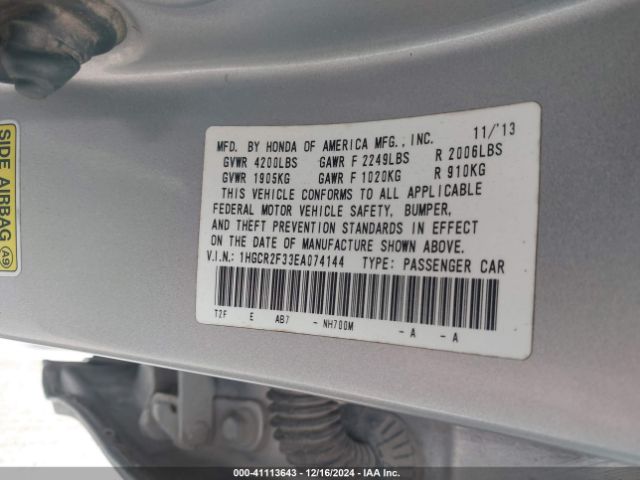 SIDE AIRBAG
A9
MFD. BY HONDA OF AMERICA MFG., INC. 11/'13
GVWR 4200LBS GAWR F 2249LBS R 2006LBS
GVWR 1905KG GAWR F 1020KG R 910KG
THIS VEHICLE CONFORMS TO ALL APPLICABLE
FEDERAL MOTOR VEHICLE SAFETY, BUMPER,
AND THEFT PREVENTION STANDARDS IN EFFECT
ON THE DATE OF MANUFACTURE SHOWN ABOVE.
V.I.N.: 1HGCR2F33EA074144 TYPE: PASSENGER CAR
T2F E AB7 - NH700M - A - A
000-41113643 - 12/16/2024 - IAA Inc.